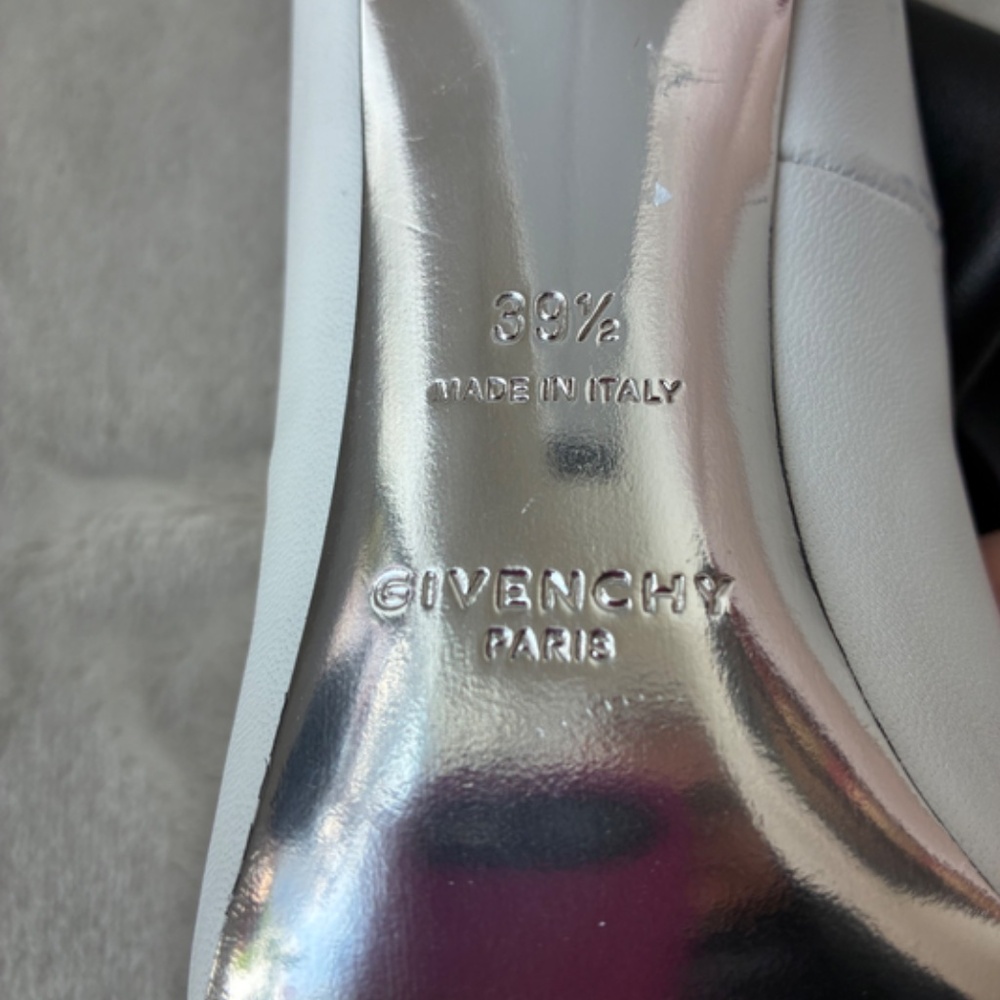 39½
MADE IN ITALY
GIVENCHY
PARIS